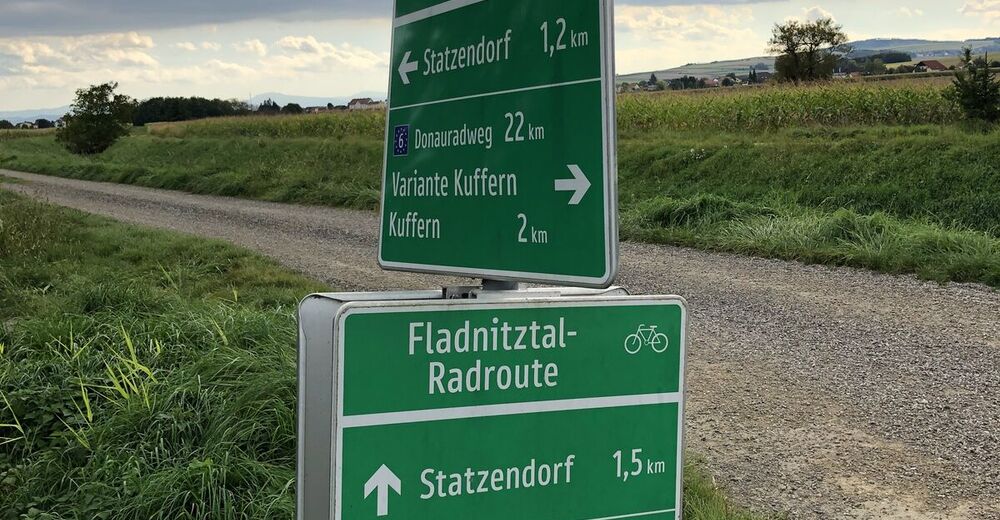 Statzendorf 1,2 km
6 Donauradweg 22 km
Variante Kuffern
Kuffern 2 km
Fladnitztal-
Radroute
Statzendorf 1,5 km